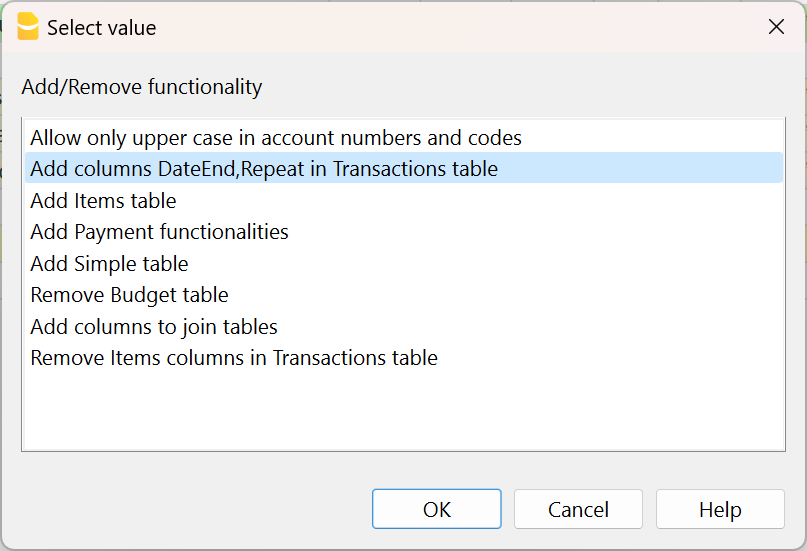 Select value
Add/Remove functionality
Allow only upper case in account numbers and codes
Add columns DateEnd,Repeat in Transactions table
Add Items table
Add Payment functionalities
Add Simple table
Remove Budget table
Add columns to join tables
Remove Items columns in Transactions table
OK Cancel Help